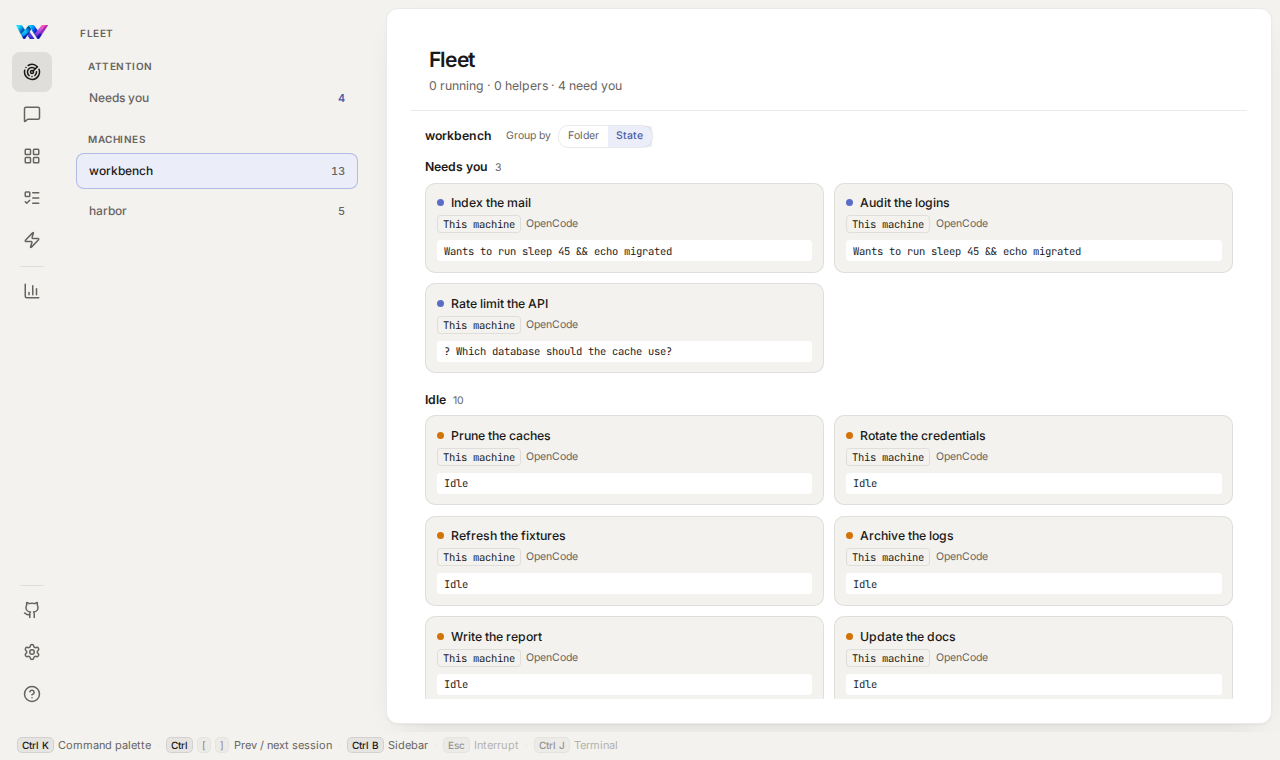 FLEET
ATTENTION
Needs you 4
MACHINES
workbench 13
harbor 5
Fleet
0 running · 0 helpers · 4 need you
workbench Group by Folder State
Needs you 3
Index the mail
This machine OpenCode
Wants to run sleep 45 && echo migrated
Audit the logins
This machine OpenCode
Wants to run sleep 45 && echo migrated
Rate limit the API
This machine OpenCode
? Which database should the cache use?
Idle 10
Prune the caches
This machine OpenCode
Idle
Rotate the credentials
This machine OpenCode
Idle
Refresh the fixtures
This machine OpenCode
Idle
Archive the logs
This machine OpenCode
Idle
Write the report
This machine OpenCode
Idle
Update the docs
This machine OpenCode
Idle
Ctrl K Command palette Ctrl [ ] Prev / next session Ctrl B Sidebar Esc Interrupt Ctrl J Terminal